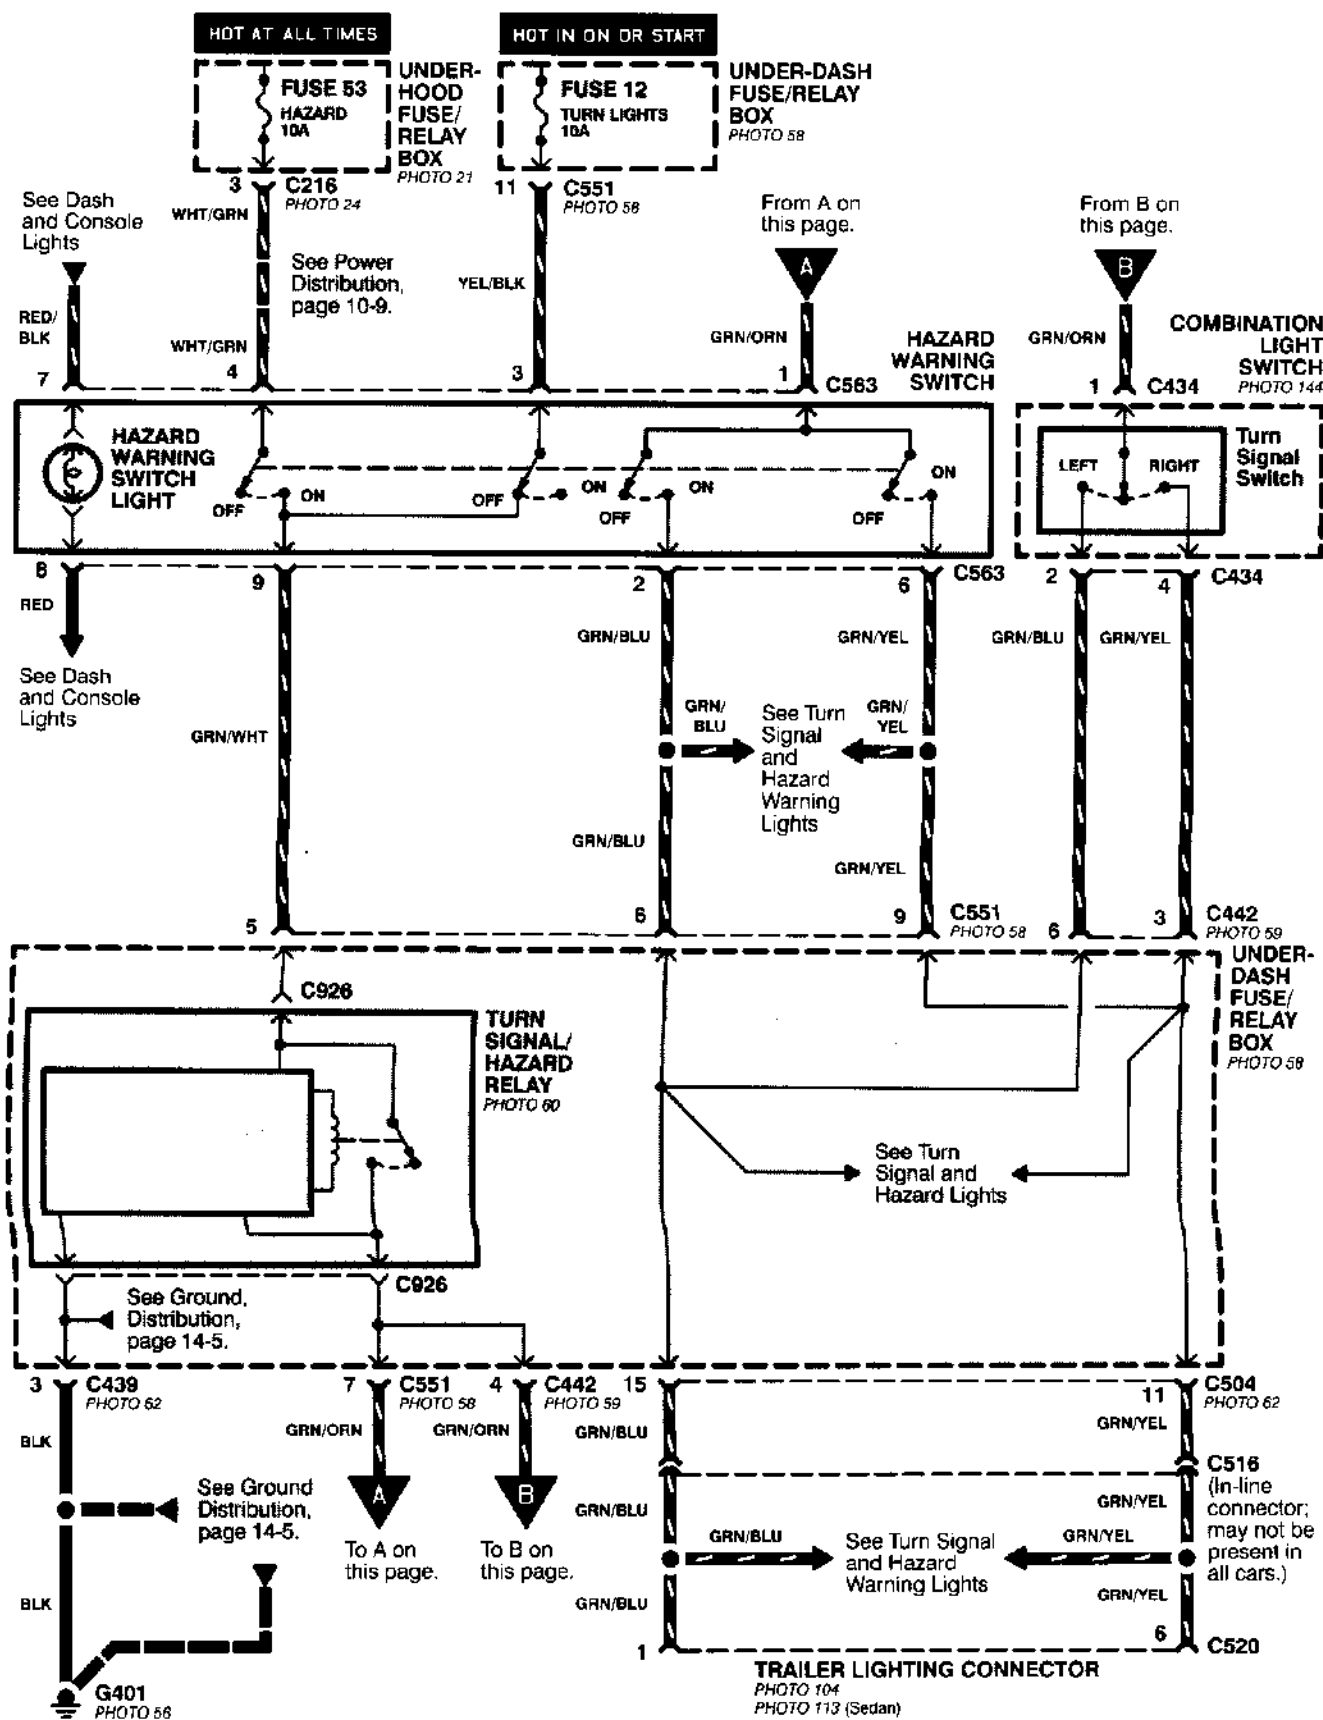 HOT AT ALL TIMES
HOT IN ON OR START
FUSE 53
HAZARD
10A
UNDER-
HOOD
FUSE/
RELAY
BOX
PHOTO 21
FUSE 12
TURN LIGHTS
10A
UNDER-DASH
FUSE/RELAY
BOX
PHOTO 58
See Dash
and Console
Lights
3
C216
PHOTO 24
WHT/GRN
11
C551
PHOTO 58
From A on
this page.
A
From B on
this page.
B
See Power
Distribution,
page 10-9.
YEL/BLK
RED/
BLK
WHT/GRN
GRN/ORN
HAZARD
WARNING
SWITCH
GRN/ORN
COMBINATION
LIGHT
SWITCH
PHOTO 144
7
4
3
1
C563
1
C434
HAZARD
WARNING
SWITCH
LIGHT
OFF
ON
OFF
ON
OFF
ON
OFF
ON
LEFT
RIGHT
Turn
Signal
Switch
8
9
2
6
C563
2
4
C434
RED
GRN/BLU
GRN/YEL
GRN/BLU
GRN/YEL
See Dash
and Console
Lights
GRN/WHT
GRN/
BLU
See Turn
Signal
and
Hazard
Warning
Lights
GRN/
YEL
GRN/BLU
GRN/YEL
5
6
9
C551
PHOTO 58
6
3
C442
PHOTO 59
UNDER-
DASH
FUSE/
RELAY
BOX
PHOTO 58
C926
TURN
SIGNAL/
HAZARD
RELAY
PHOTO 60
See Turn
Signal and
Hazard Lights
C926
See Ground,
Distribution,
page 14-5.
3
C439
PHOTO 62
7
C551
PHOTO 58
4
C442
PHOTO 59
15
11
C504
PHOTO 62
BLK
GRN/ORN
GRN/ORN
GRN/BLU
GRN/YEL
C516
(In-line
connector;
may not be
present in
all cars.)
See Ground
Distribution,
page 14-5.
A
B
GRN/BLU
GRN/YEL
To A on
this page.
To B on
this page.
GRN/BLU
See Turn Signal
and Hazard
Warning Lights
GRN/YEL
BLK
GRN/BLU
GRN/YEL
1
6
C520
TRAILER LIGHTING CONNECTOR
PHOTO 104
PHOTO 113 (Sedan)
G401
PHOTO 56